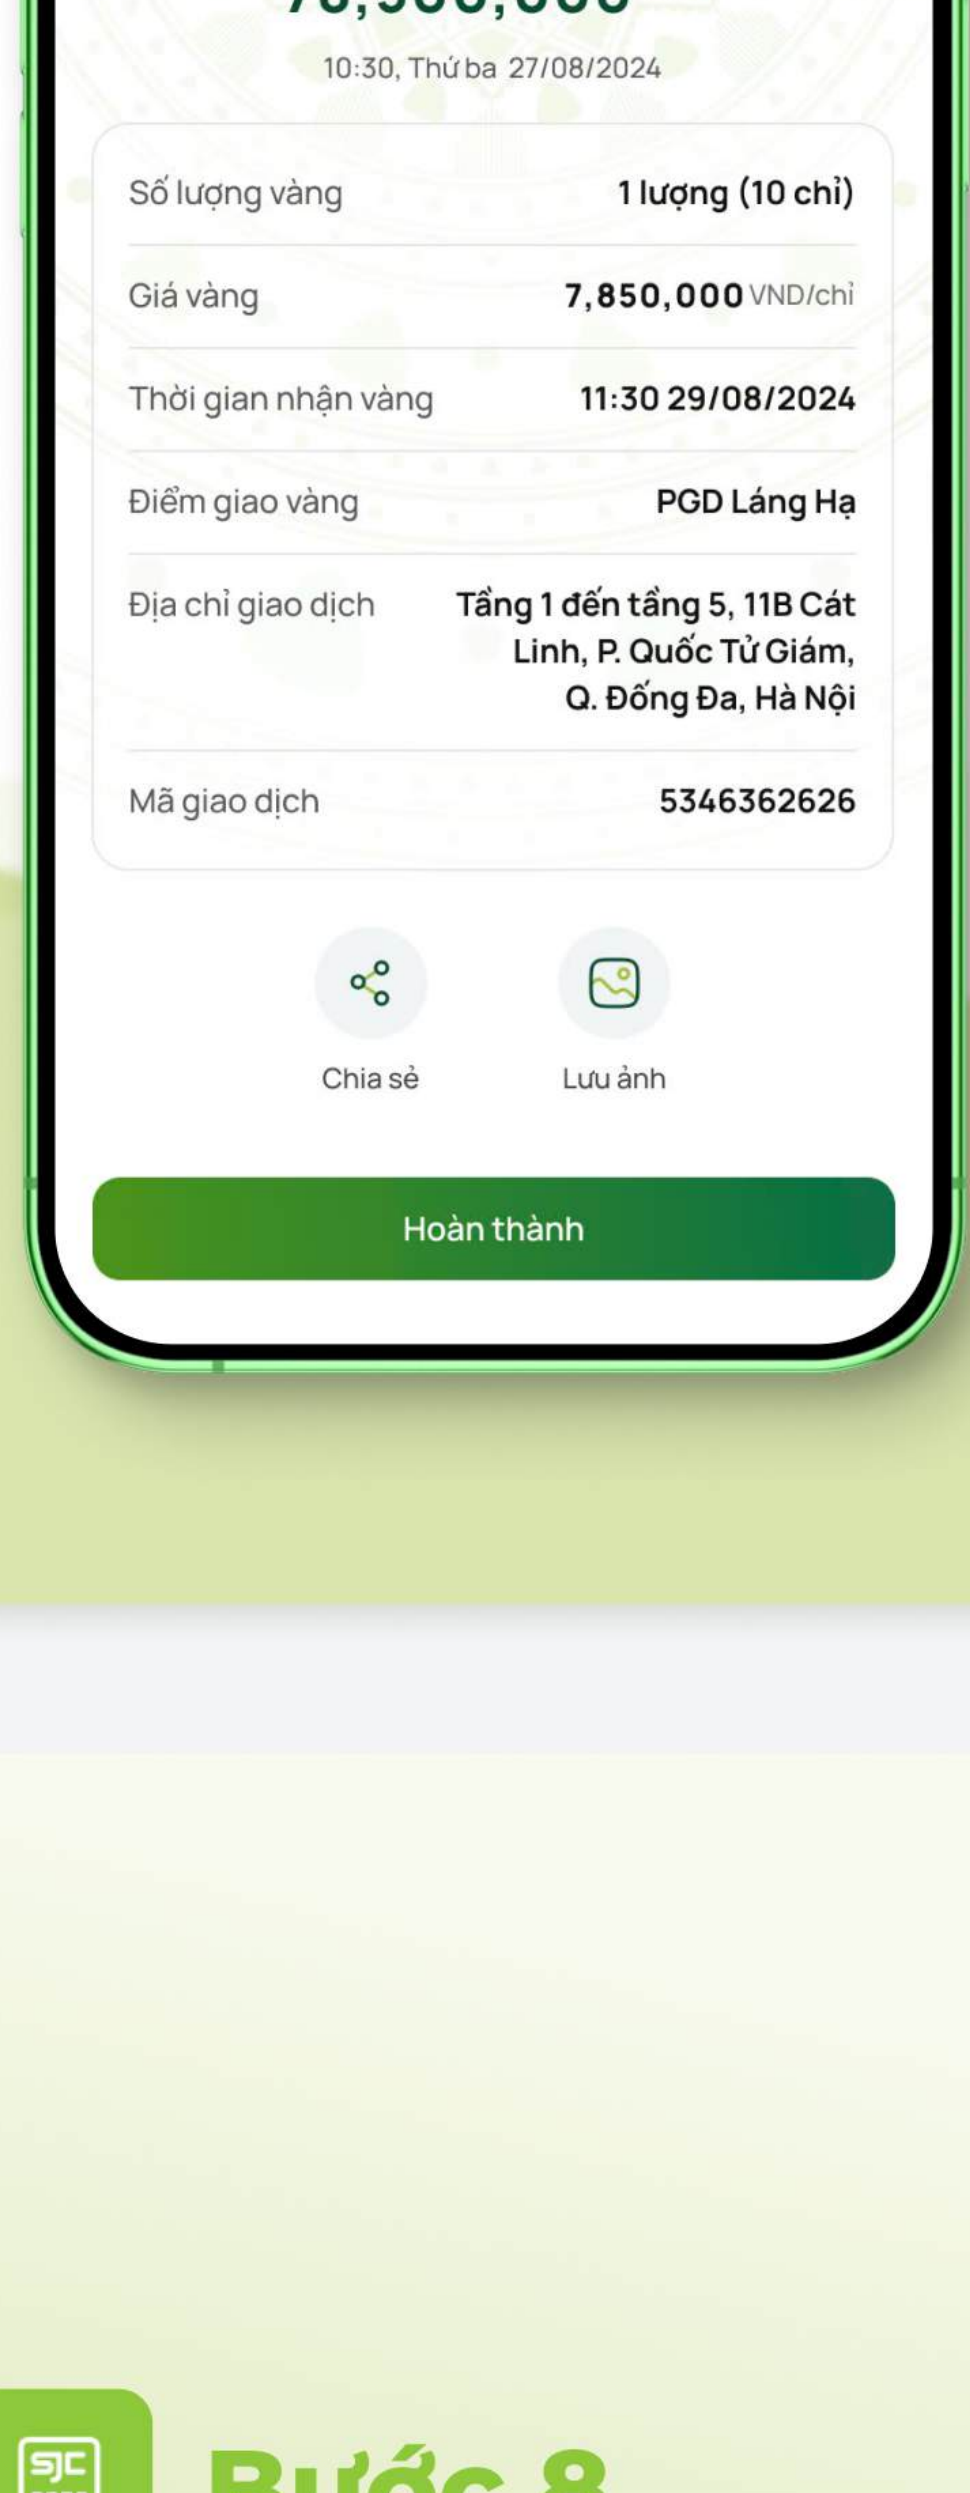 10:30, Thứ ba 27/08/2024
Số lượng vàng 1 lượng (10 chỉ)
Giá vàng 7,850,000 VND/chỉ
Thời gian nhận vàng 11:30 29/08/2024
Điểm giao vàng PGD Láng Hạ
Địa chỉ giao dịch Tầng 1 đến tầng 5, 11B Cát
Linh, P. Quốc Tử Giám,
Q. Đống Đa, Hà Nội
Mã giao dịch 5346362626
Chia sẻ Lưu ảnh
Hoàn thành
SJC
Bước 8